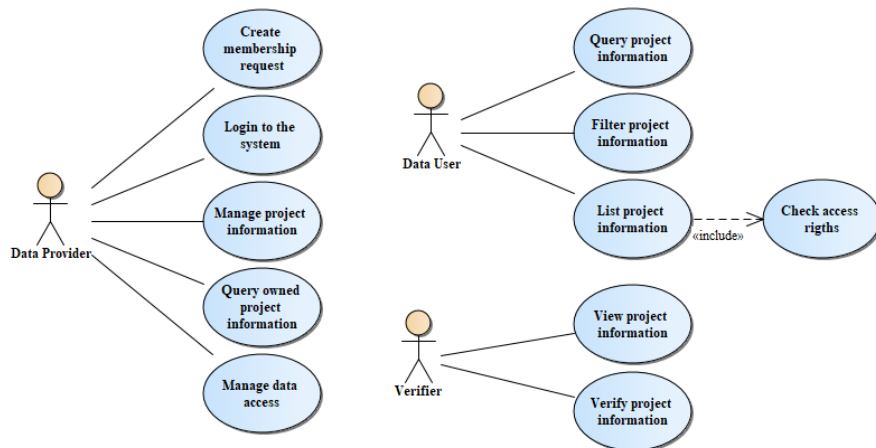 Create
membership
request
Login to the
system
Manage project
information
Query owned
project
information
Manage data
access
Data Provider
Query project
information
Filter project
information
List project
information
Data User
«include»
Check access
rigths
View project
information
Verify project
information
Verifier